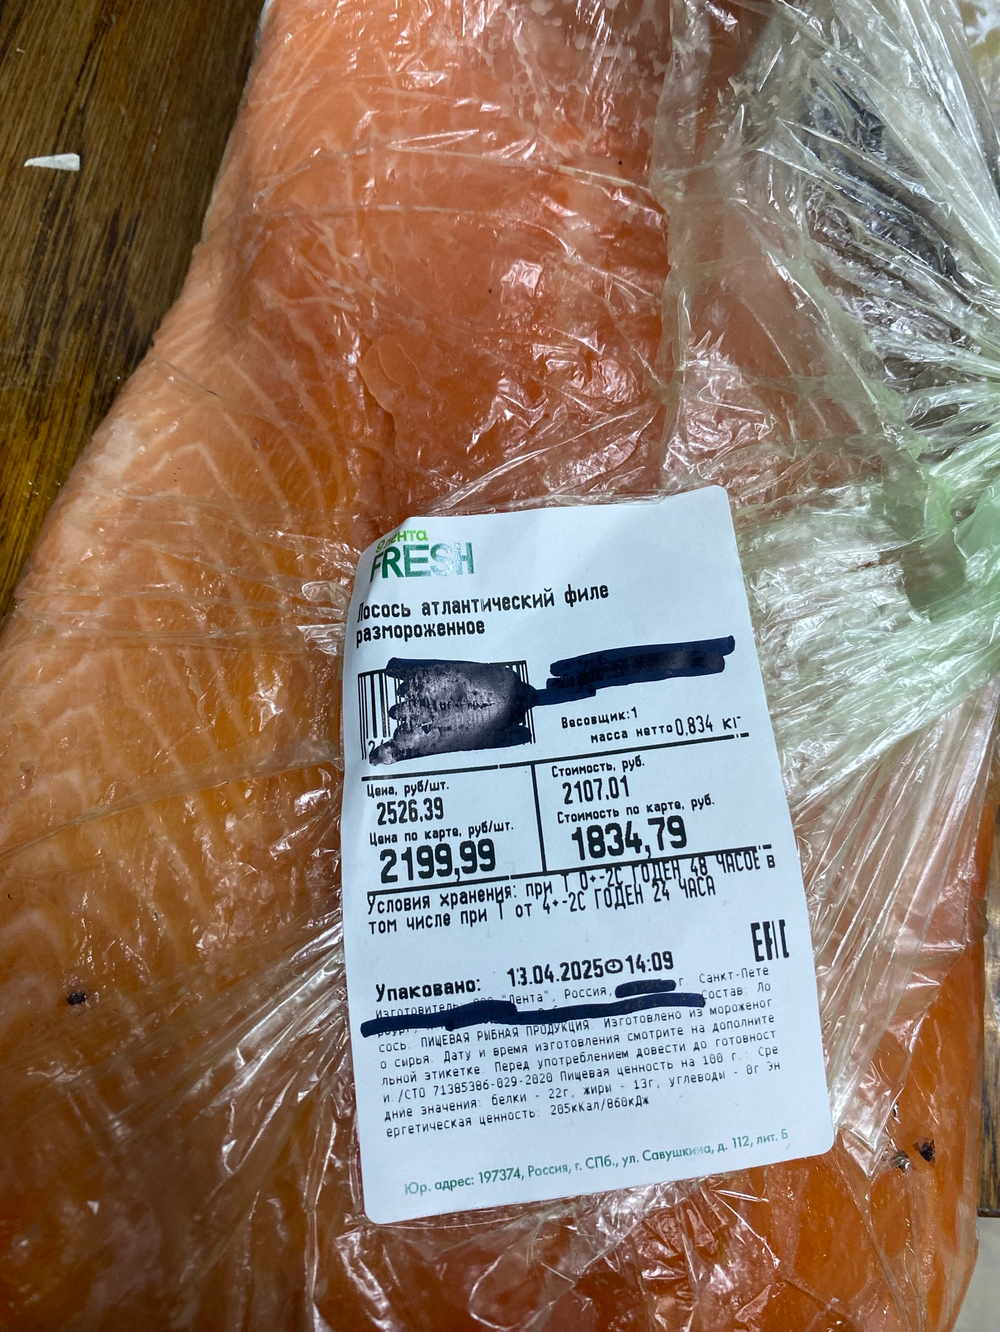 лента
FRESH
Лосось атлантический филе
размороженное
Весовщик:1
масса нетто 0,834 кг
Цена, руб/шт.
2526,39
Цена по карте, руб/шт.
2199,99
Стоимость, руб.
2107,01
Стоимость по карте, руб.
1834,79
Условия хранения: при Т 0+-2С ГОДЕН 48 ЧАСОВ в
том числе при Т от 4+-2С ГОДЕН 24 ЧАСА
EAC
Упаковано: 13.04.2025 14:09
Изготовитель ООО "Лента", Россия, г. Санкт-Пете
Состав: Ло
сось. ПИЩЕВАЯ РЫБНАЯ ПРОДУКЦИЯ. Изготовлено из мороженог
о сырья. Дату и время изготовления смотрите на дополните
льной этикетке. Перед употреблением довести до готовност
и./СТО 71385386-029-2020 Пищевая ценность на 100 г.: Сре
дние значения: белки - 22г, жиры - 13г, углеводы - 0г Эн
ергетическая ценность: 205кКал/860кДж
Юр. адрес: 197374, Россия, г. СПб., ул. Савушкина, д. 112, лит. Б